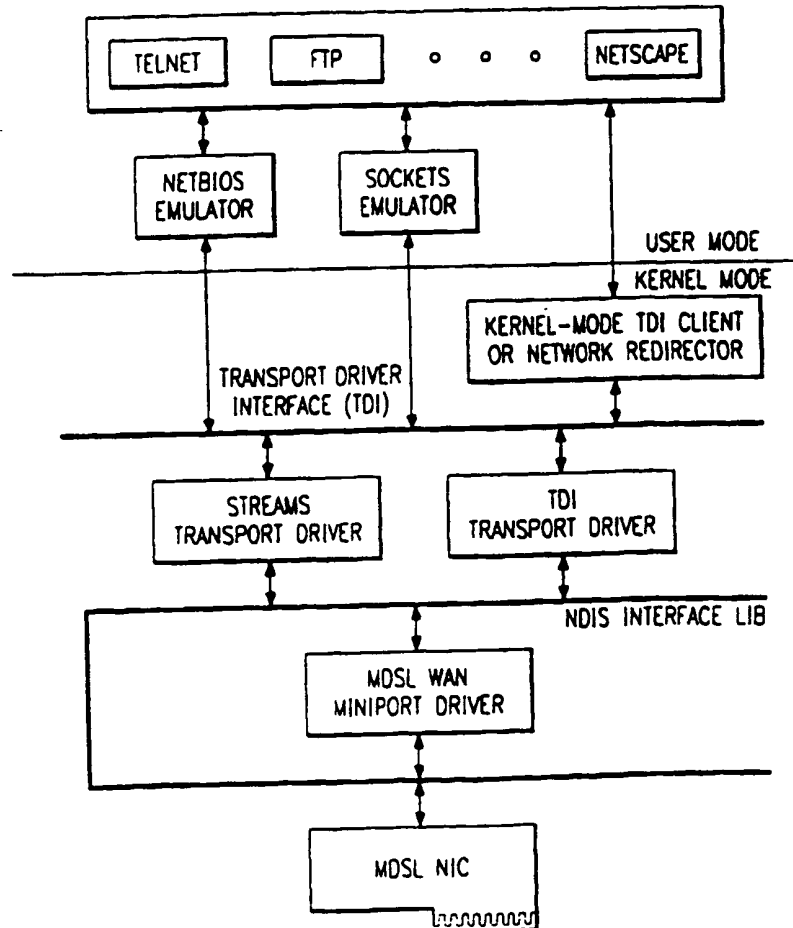 TELNET
FTP
NETSCAPE
NETBIOS
EMULATOR
SOCKETS
EMULATOR
USER MODE
KERNEL MODE
KERNEL-MODE TDI CLIENT
OR NETWORK REDIRECTOR
TRANSPORT DRIVER
INTERFACE (TDI)
STREAMS
TRANSPORT DRIVER
TDI
TRANSPORT DRIVER
NDIS INTERFACE LIB
MDSL WAN
MINIPORT DRIVER
MDSL NIC